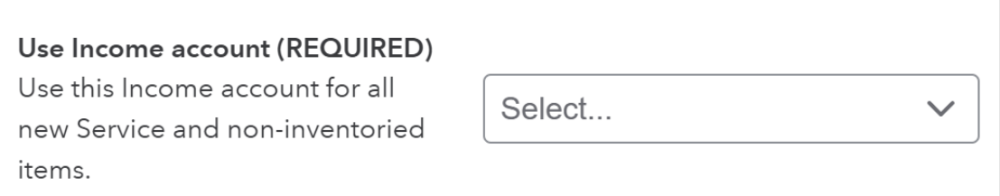 Use Income account (REQUIRED)
Use this Income account for all
new Service and non-inventoried
items.
Select...